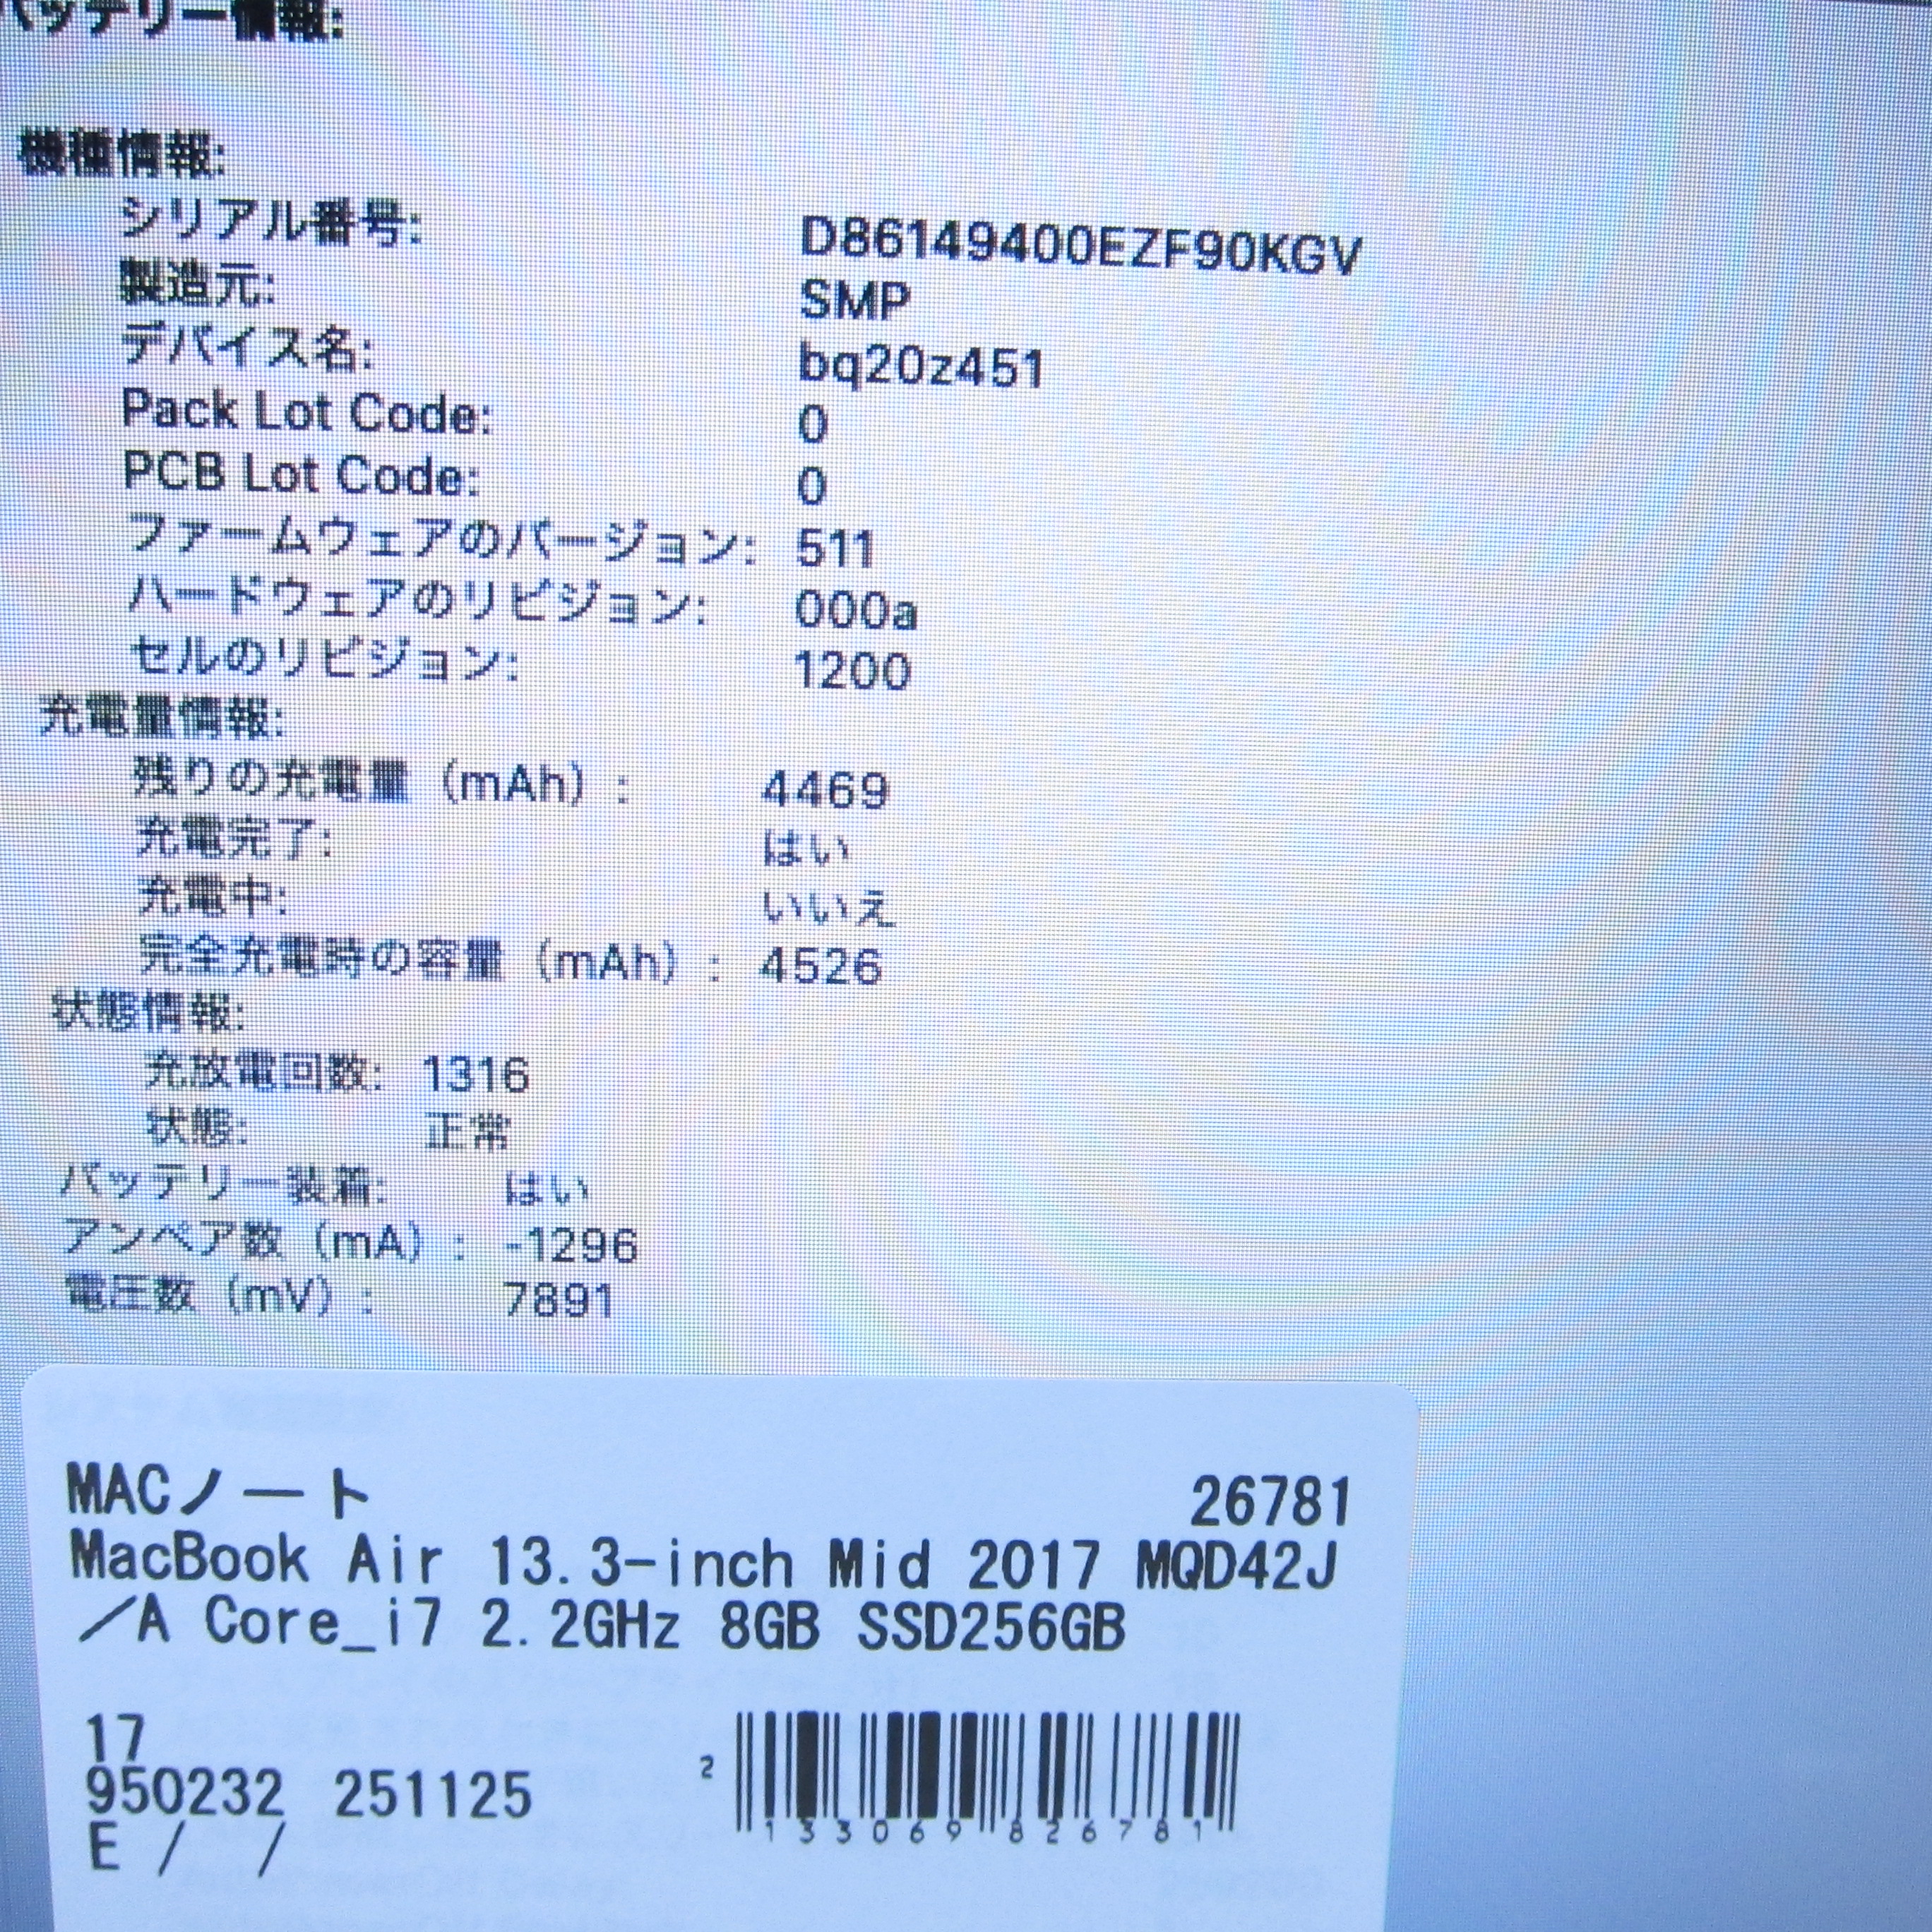 バッテリー情報:
機種情報:
シリアル番号: D86149400EZF90KGV
製造元: SMP
デバイス名: bq20z451
Pack Lot Code: 0
PCB Lot Code: 0
ファームウェアのバージョン: 511
ハードウェアのリビジョン: 000a
セルのリビジョン: 1200
充電量情報:
残りの充電量（mAh）: 4469
充電完了: はい
充電中: いいえ
完全充電時の容量（mAh）: 4526
状態情報:
充放電回数: 1316
状態: 正常
バッテリー装着: はい
アンペア数（mA）: -1296
電圧数（mV）: 7891
MACノート 26781
MacBook Air 13.3-inch Mid 2017 MQD42J
/A Core_i7 2.2GHz 8GB SSD256GB
17
950232 251125
E / /
2 133069 826781